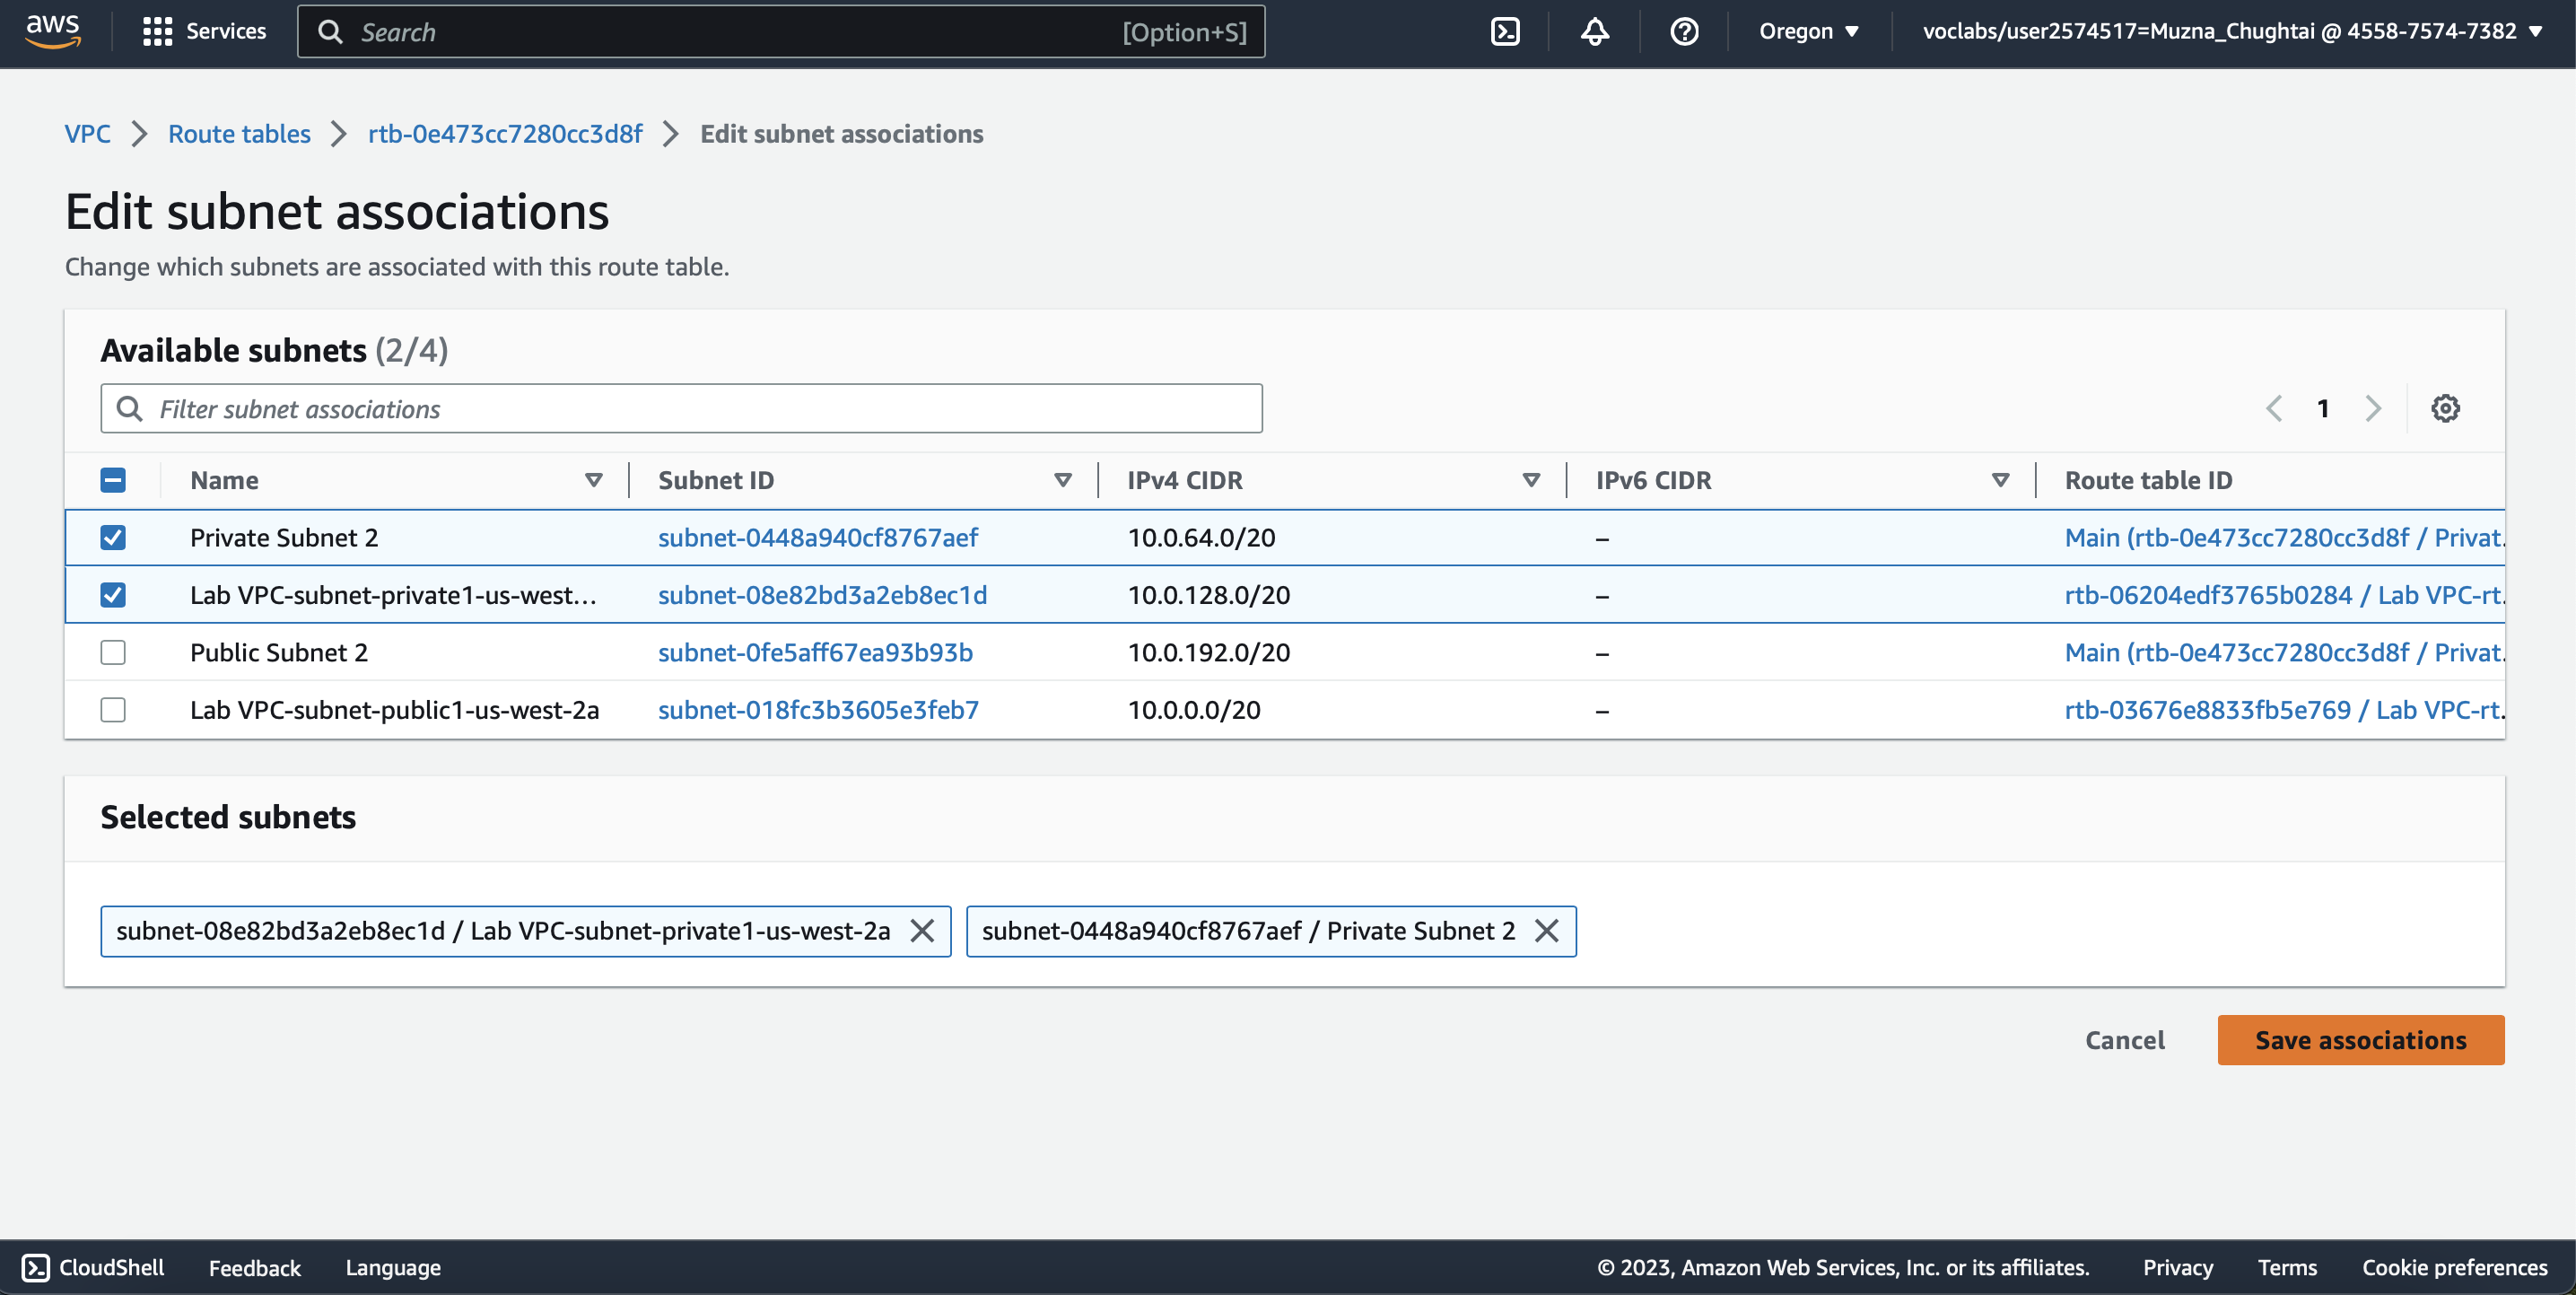 aws Services Search [Option+S] Oregon voclabs/user2574517=Muzna_Chughtai @ 4558-7574-7382
VPC Route tables rtb-0e473cc7280cc3d8f Edit subnet associations
Edit subnet associations
Change which subnets are associated with this route table.
Available subnets (2/4)
Filter subnet associations 1
Name Subnet ID IPv4 CIDR IPv6 CIDR Route table ID
Private Subnet 2 subnet-0448a940cf8767aef 10.0.64.0/20 – Main (rtb-0e473cc7280cc3d8f / Privat.
Lab VPC-subnet-private1-us-west… subnet-08e82bd3a2eb8ec1d 10.0.128.0/20 – rtb-06204edf3765b0284 / Lab VPC-rt.
Public Subnet 2 subnet-0fe5aff67ea93b93b 10.0.192.0/20 – Main (rtb-0e473cc7280cc3d8f / Privat.
Lab VPC-subnet-public1-us-west-2a subnet-018fc3b3605e3feb7 10.0.0.0/20 – rtb-03676e8833fb5e769 / Lab VPC-rt.
Selected subnets
subnet-08e82bd3a2eb8ec1d / Lab VPC-subnet-private1-us-west-2a subnet-0448a940cf8767aef / Private Subnet 2
Cancel Save associations
CloudShell Feedback Language © 2023, Amazon Web Services, Inc. or its affiliates. Privacy Terms Cookie preferences